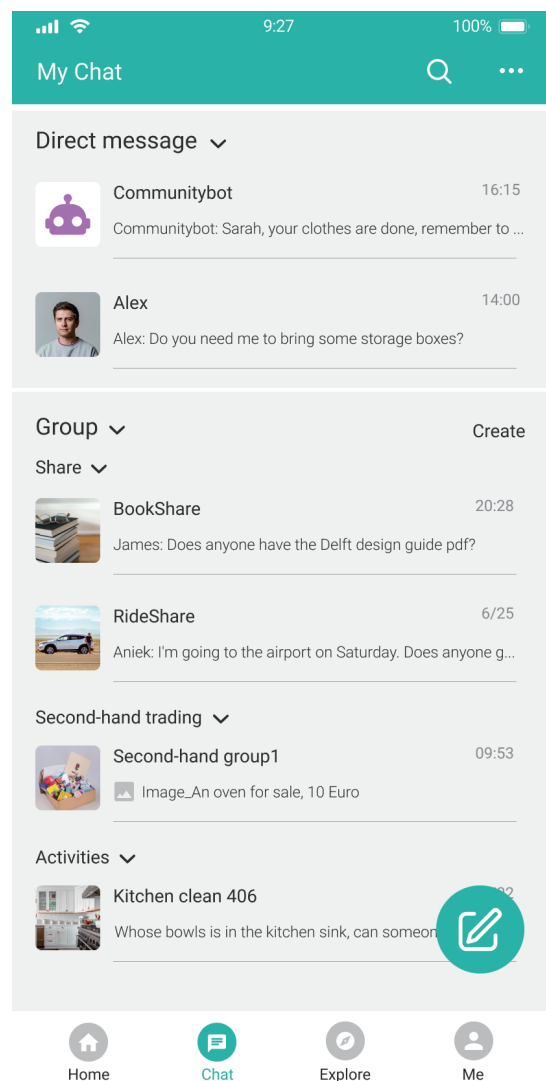 9:27
100%
My Chat
Direct message
Communitybot
16:15
Communitybot: Sarah, your clothes are done, remember to ...
Alex
14:00
Alex: Do you need me to bring some storage boxes?
Group
Create
Share
BookShare
20:28
James: Does anyone have the Delft design guide pdf?
RideShare
6/25
Aniek: I'm going to the airport on Saturday. Does anyone g...
Second-hand trading
Second-hand group1
09:53
Image_An oven for sale, 10 Euro
Activities
Kitchen clean 406
Whose bowls is in the kitchen sink, can someon
Home
Chat
Explore
Me